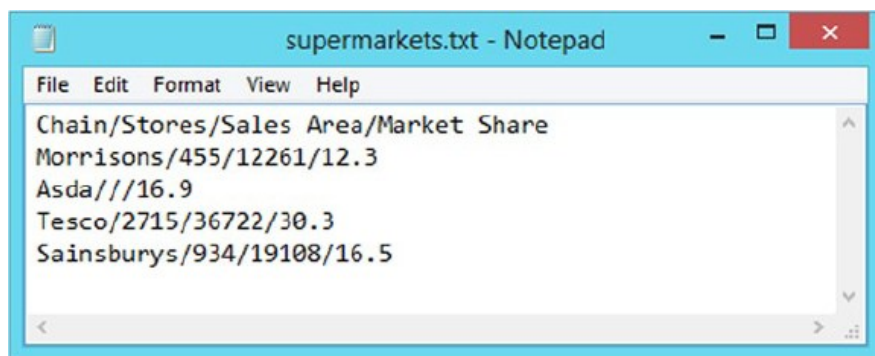 supermarkets.txt - Notepad
File Edit Format View Help
Chain/Stores/Sales Area/Market Share
Morrisons/455/12261/12.3
Asda///16.9
Tesco/2715/36722/30.3
Sainsburys/934/19108/16.5